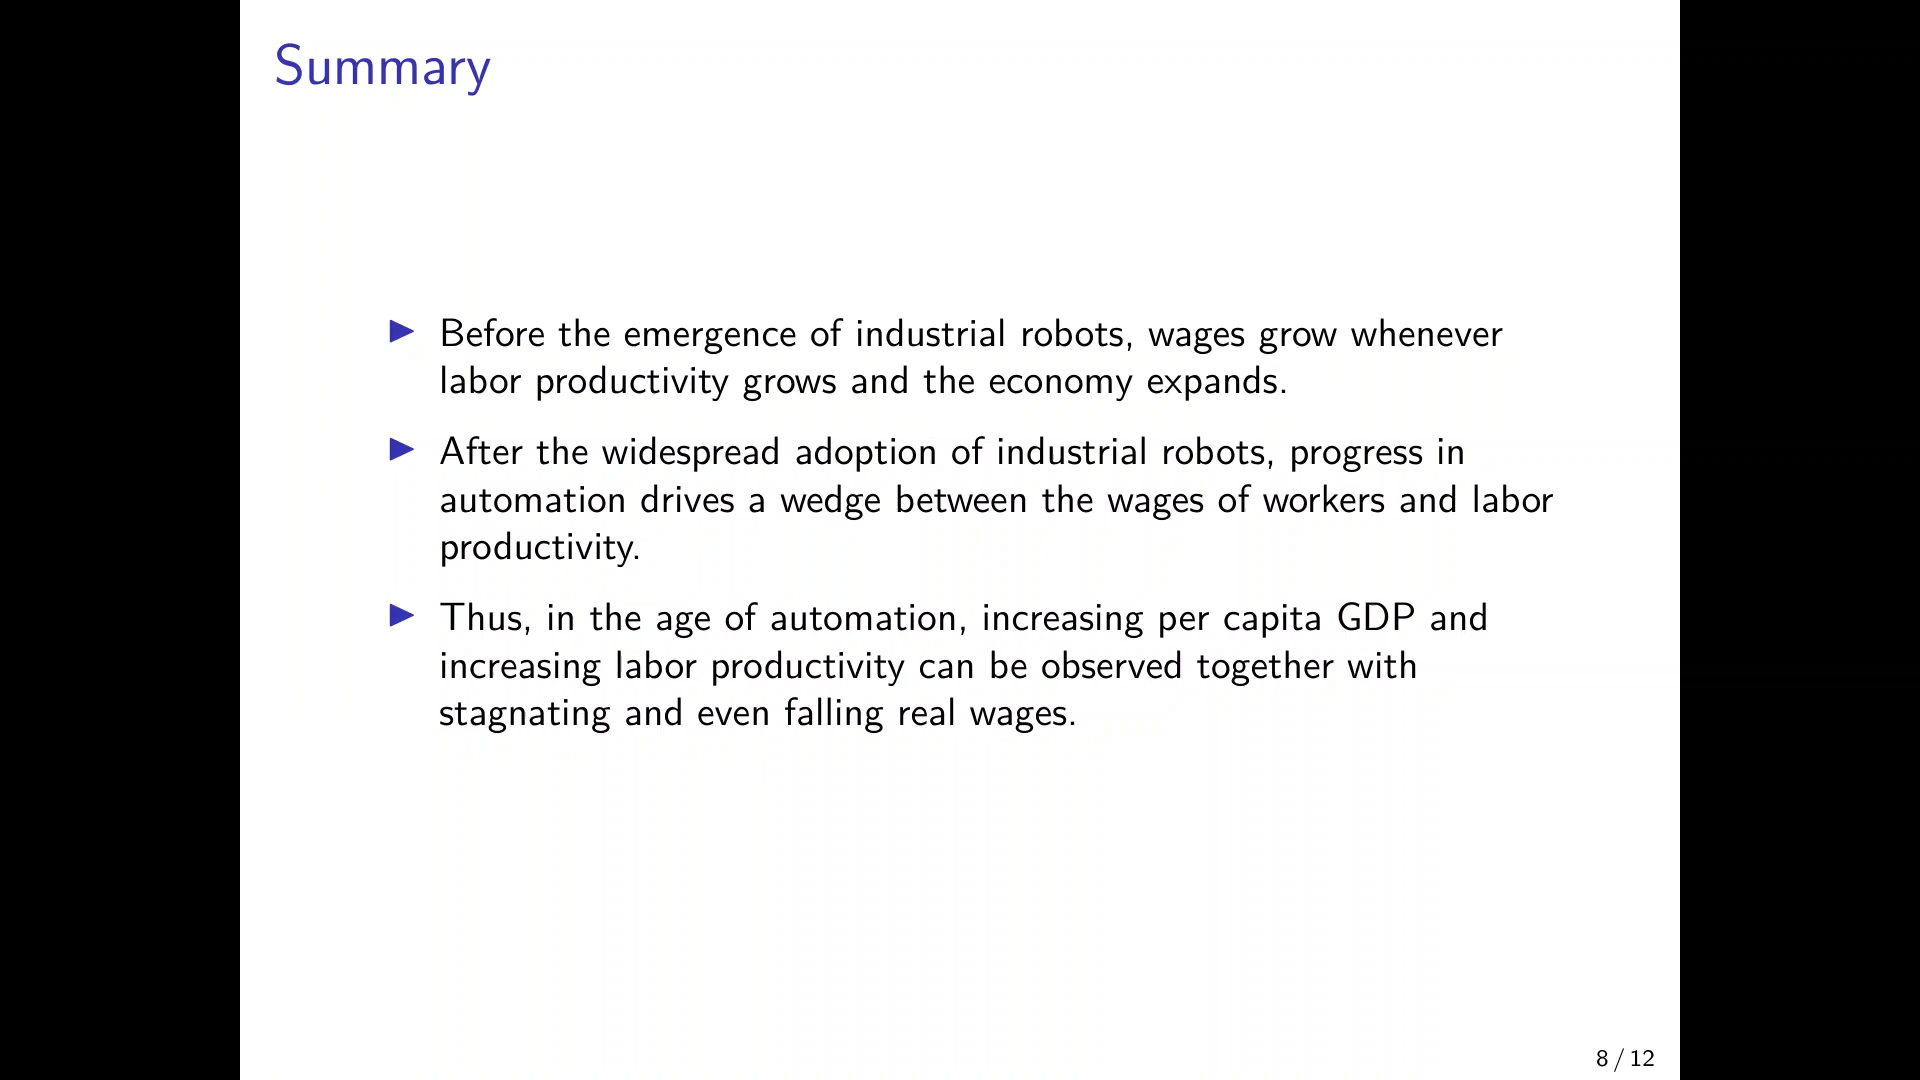 Summary
Before the emergence of industrial robots, wages grow whenever
labor productivity grows and the economy expands.
After the widespread adoption of industrial robots, progress in
automation drives a wedge between the wages of workers and labor
productivity.
Thus, in the age of automation, increasing per capita GDP and
increasing labor productivity can be observed together with
stagnating and even falling real wages.
8 / 12